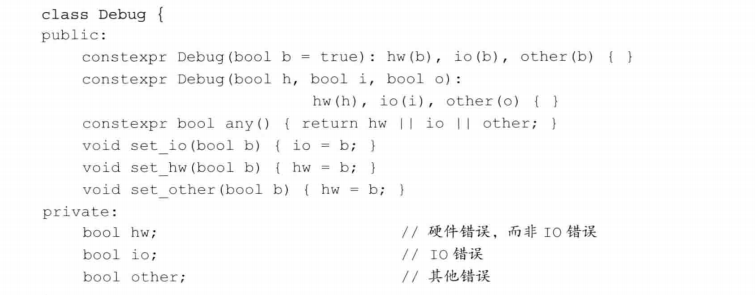 class Debug {
public:
    constexpr Debug(bool b = true): hw(b), io(b), other(b) { }
    constexpr Debug(bool h, bool i, bool o):
                            hw(h), io(i), other(o) { }
    constexpr bool any() { return hw || io || other; }
    void set_io(bool b) { io = b; }
    void set_hw(bool b) { hw = b; }
    void set_other(bool b) { hw = b; }
private:
    bool hw;                    // 硬件错误，而非 IO 错误
    bool io;                    // IO 错误
    bool other;                 // 其他错误